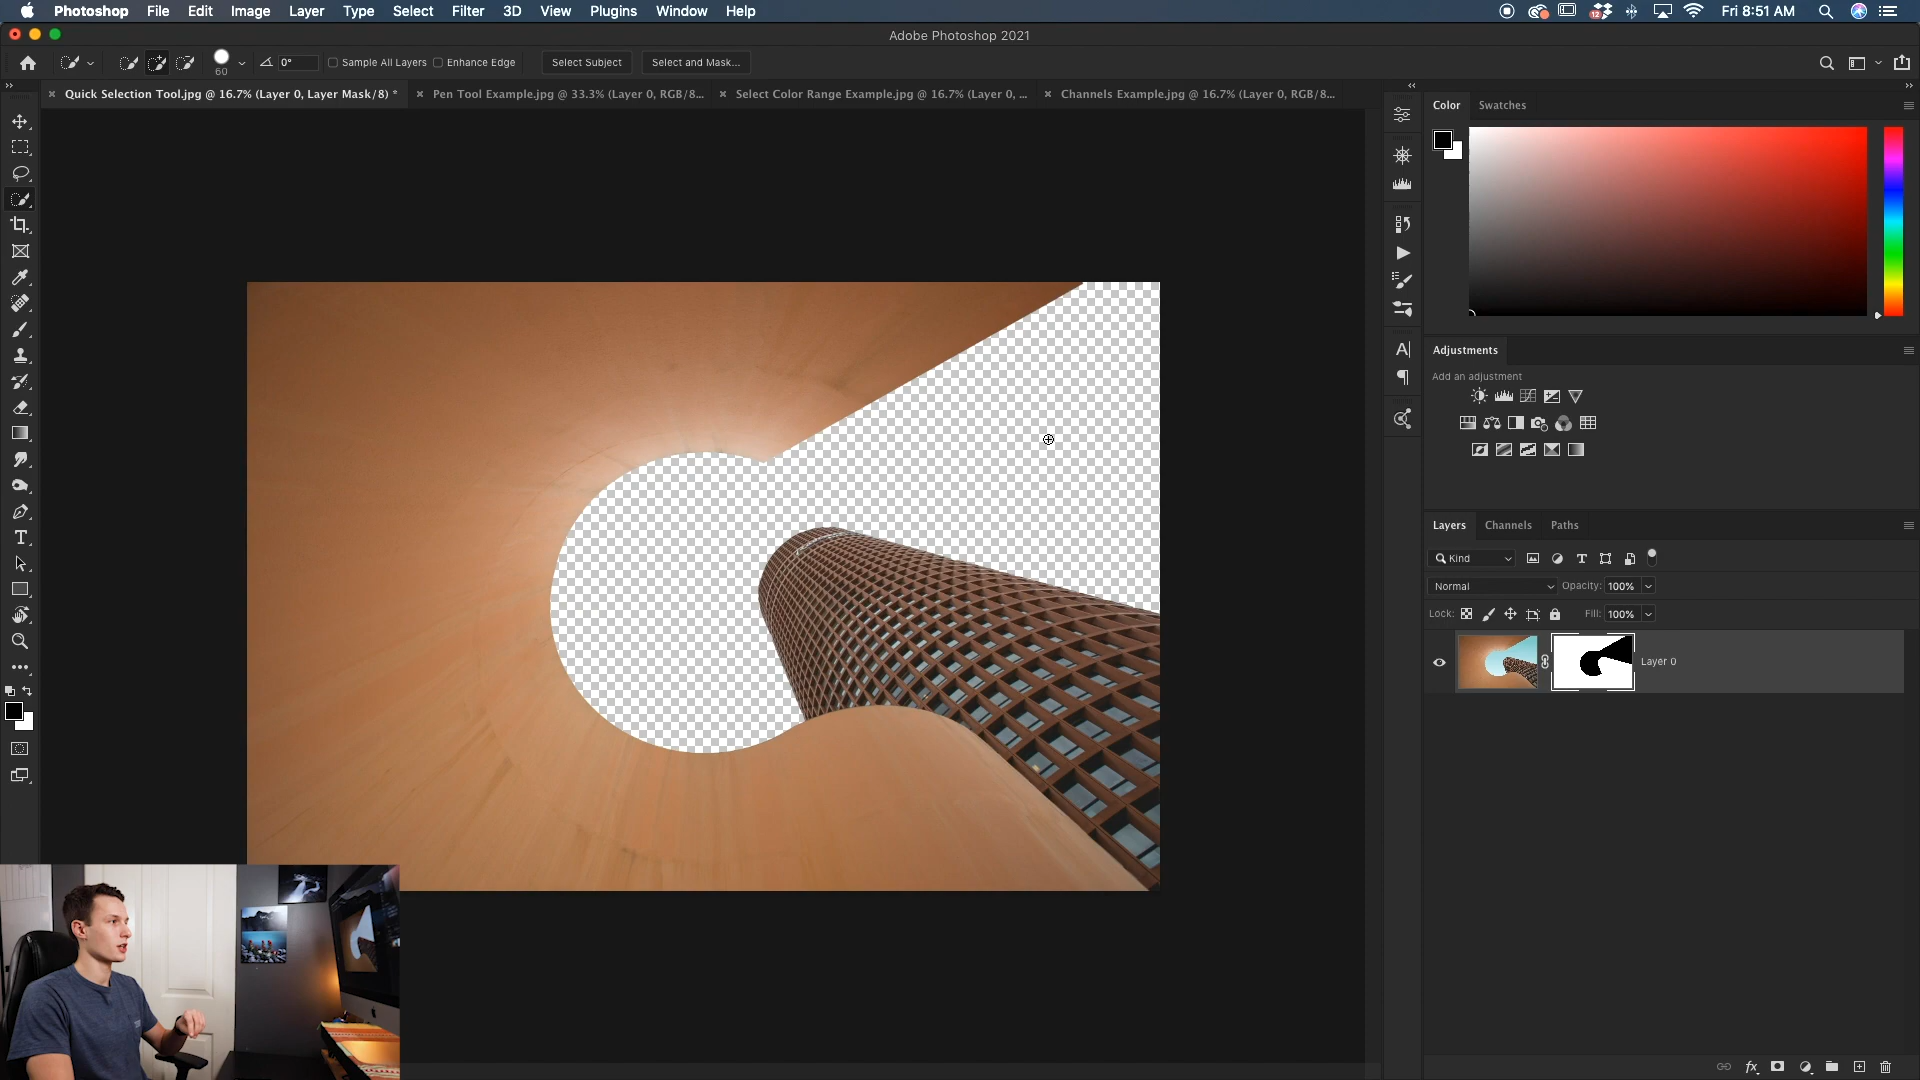 Photoshop File Edit Image Layer Type Select Filter 3D View Plugins Window Help
12
Fri 8:51 AM
Adobe Photoshop 2021
60
0°
Sample All Layers
Enhance Edge
Select Subject
Select and Mask...
Quick Selection Tool.jpg @ 16.7% (Layer 0, Layer Mask/8) *
Pen Tool Example.jpg @ 33.3% (Layer 0, RGB/8...
Select Color Range Example.jpg @ 16.7% (Layer 0, ...
Channels Example.jpg @ 16.7% (Layer 0, RGB/8...
Color
Swatches
Adjustments
Add an adjustment
Layers
Channels
Paths
Kind
Normal
Opacity: 100%
Lock:
Fill: 100%
Layer 0
fx